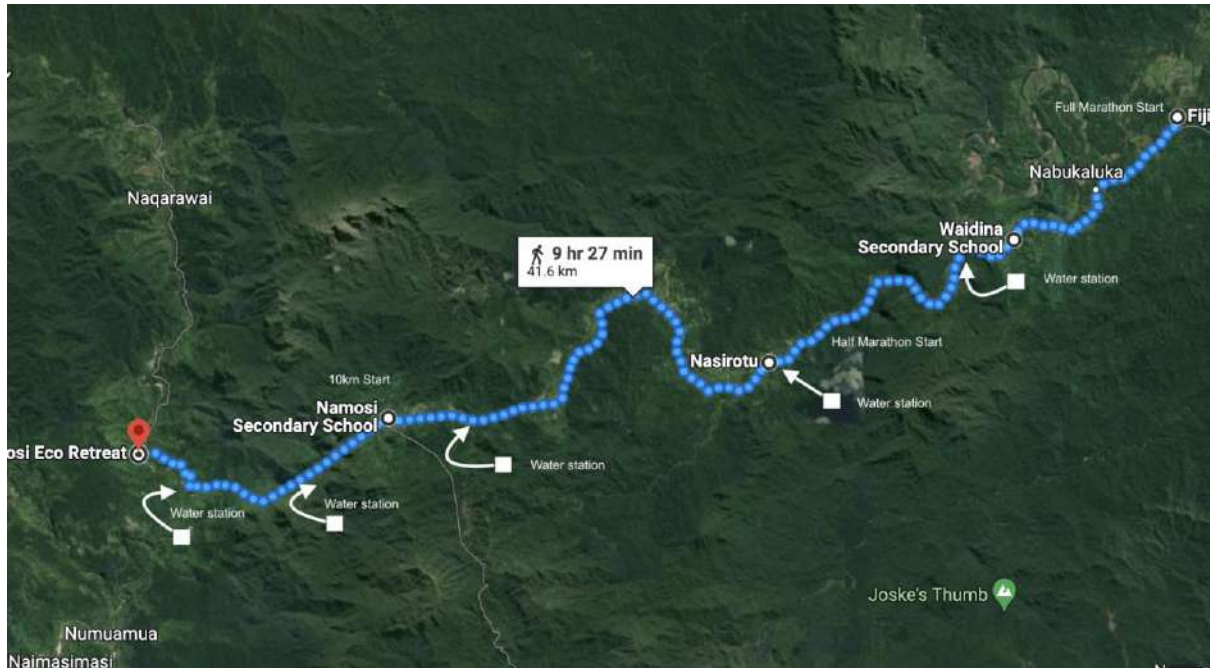 Full Marathon Start
Fiji
Nabukaluka
Naqarawai
Waidina
Secondary School
Water station
9 hr 27 min
41.6 km
Half Marathon Start
Nasirotu
10km Start
Namosi
Secondary School
Water station
osi Eco Retreat
Water station
Water station
Water station
Joske's Thumb
Numuamua
Naimasimasi